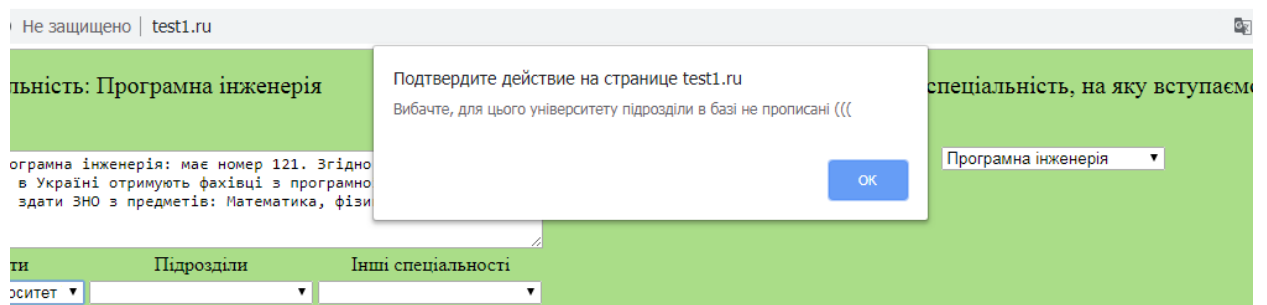 Не защищено | test1.ru
Подтвердите действие на странице test1.ru
Вибачте, для цього університету підрозділи в базі не прописані (((
ОК
льність: Програмна інженерія
спеціальність, на яку вступаєм
Програмна інженерія
ограмна інженерія: має номер 121. Згідно
в Україні отримують фахівці з програмно
здати ЗНО з предметів: Математика, фізи
ти Підрозділи Інші спеціальності
рситет